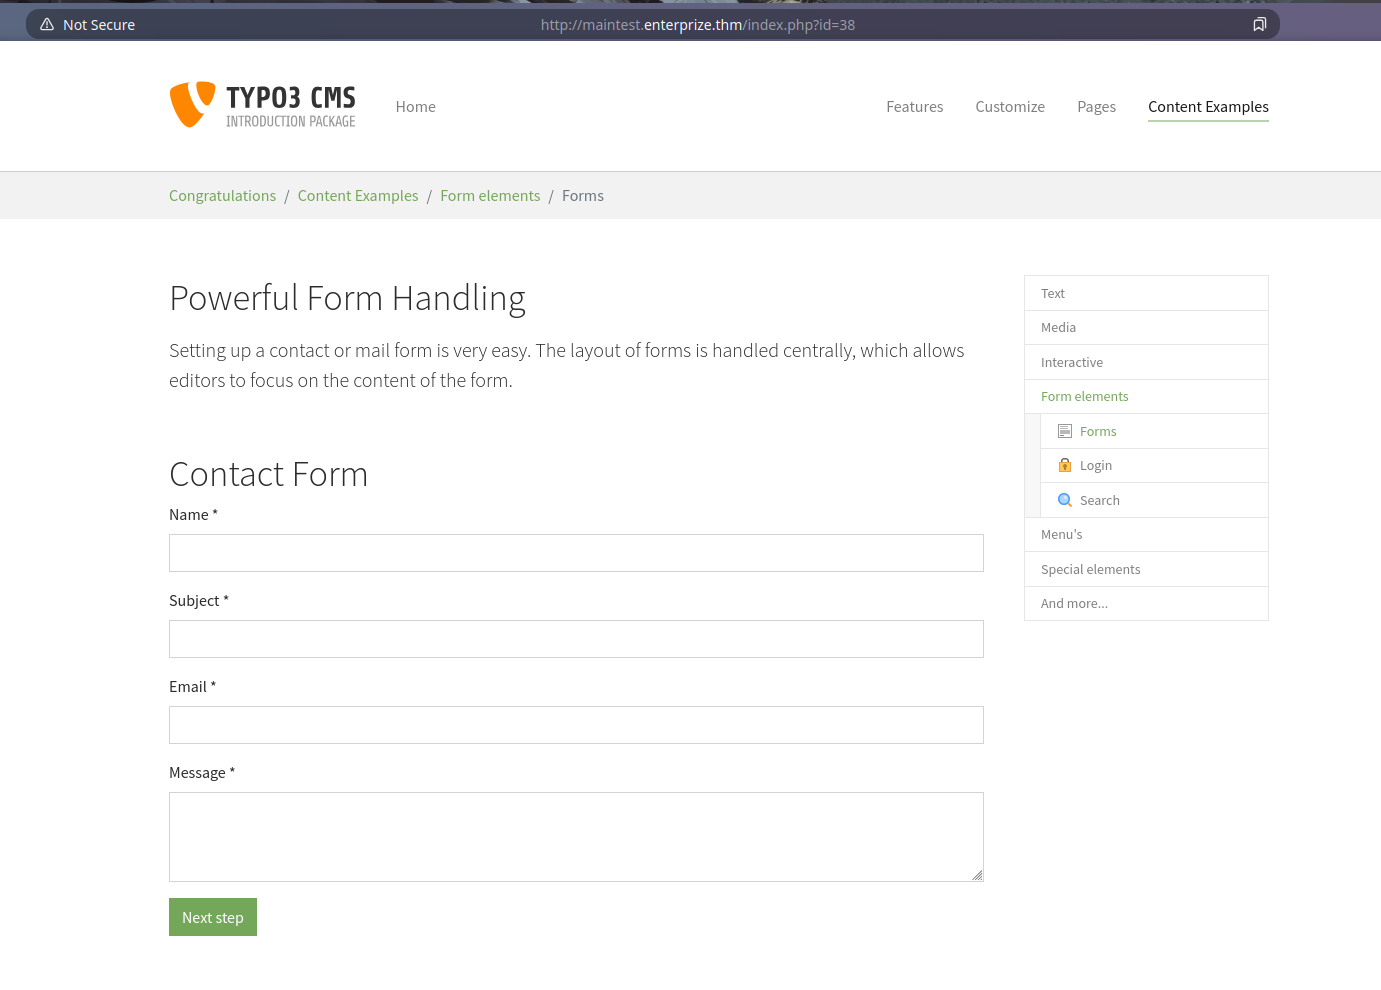 Not Secure
http://maintest.enterprize.thm/index.php?id=38
TYPO3 CMS
INTRODUCTION PACKAGE
Home
Features
Customize
Pages
Content Examples
Congratulations / Content Examples / Form elements / Forms
Powerful Form Handling
Setting up a contact or mail form is very easy. The layout of forms is handled centrally, which allows
editors to focus on the content of the form.
Contact Form
Name *
Subject *
Email *
Message *
Next step
Text
Media
Interactive
Form elements
Forms
Login
Search
Menu's
Special elements
And more...